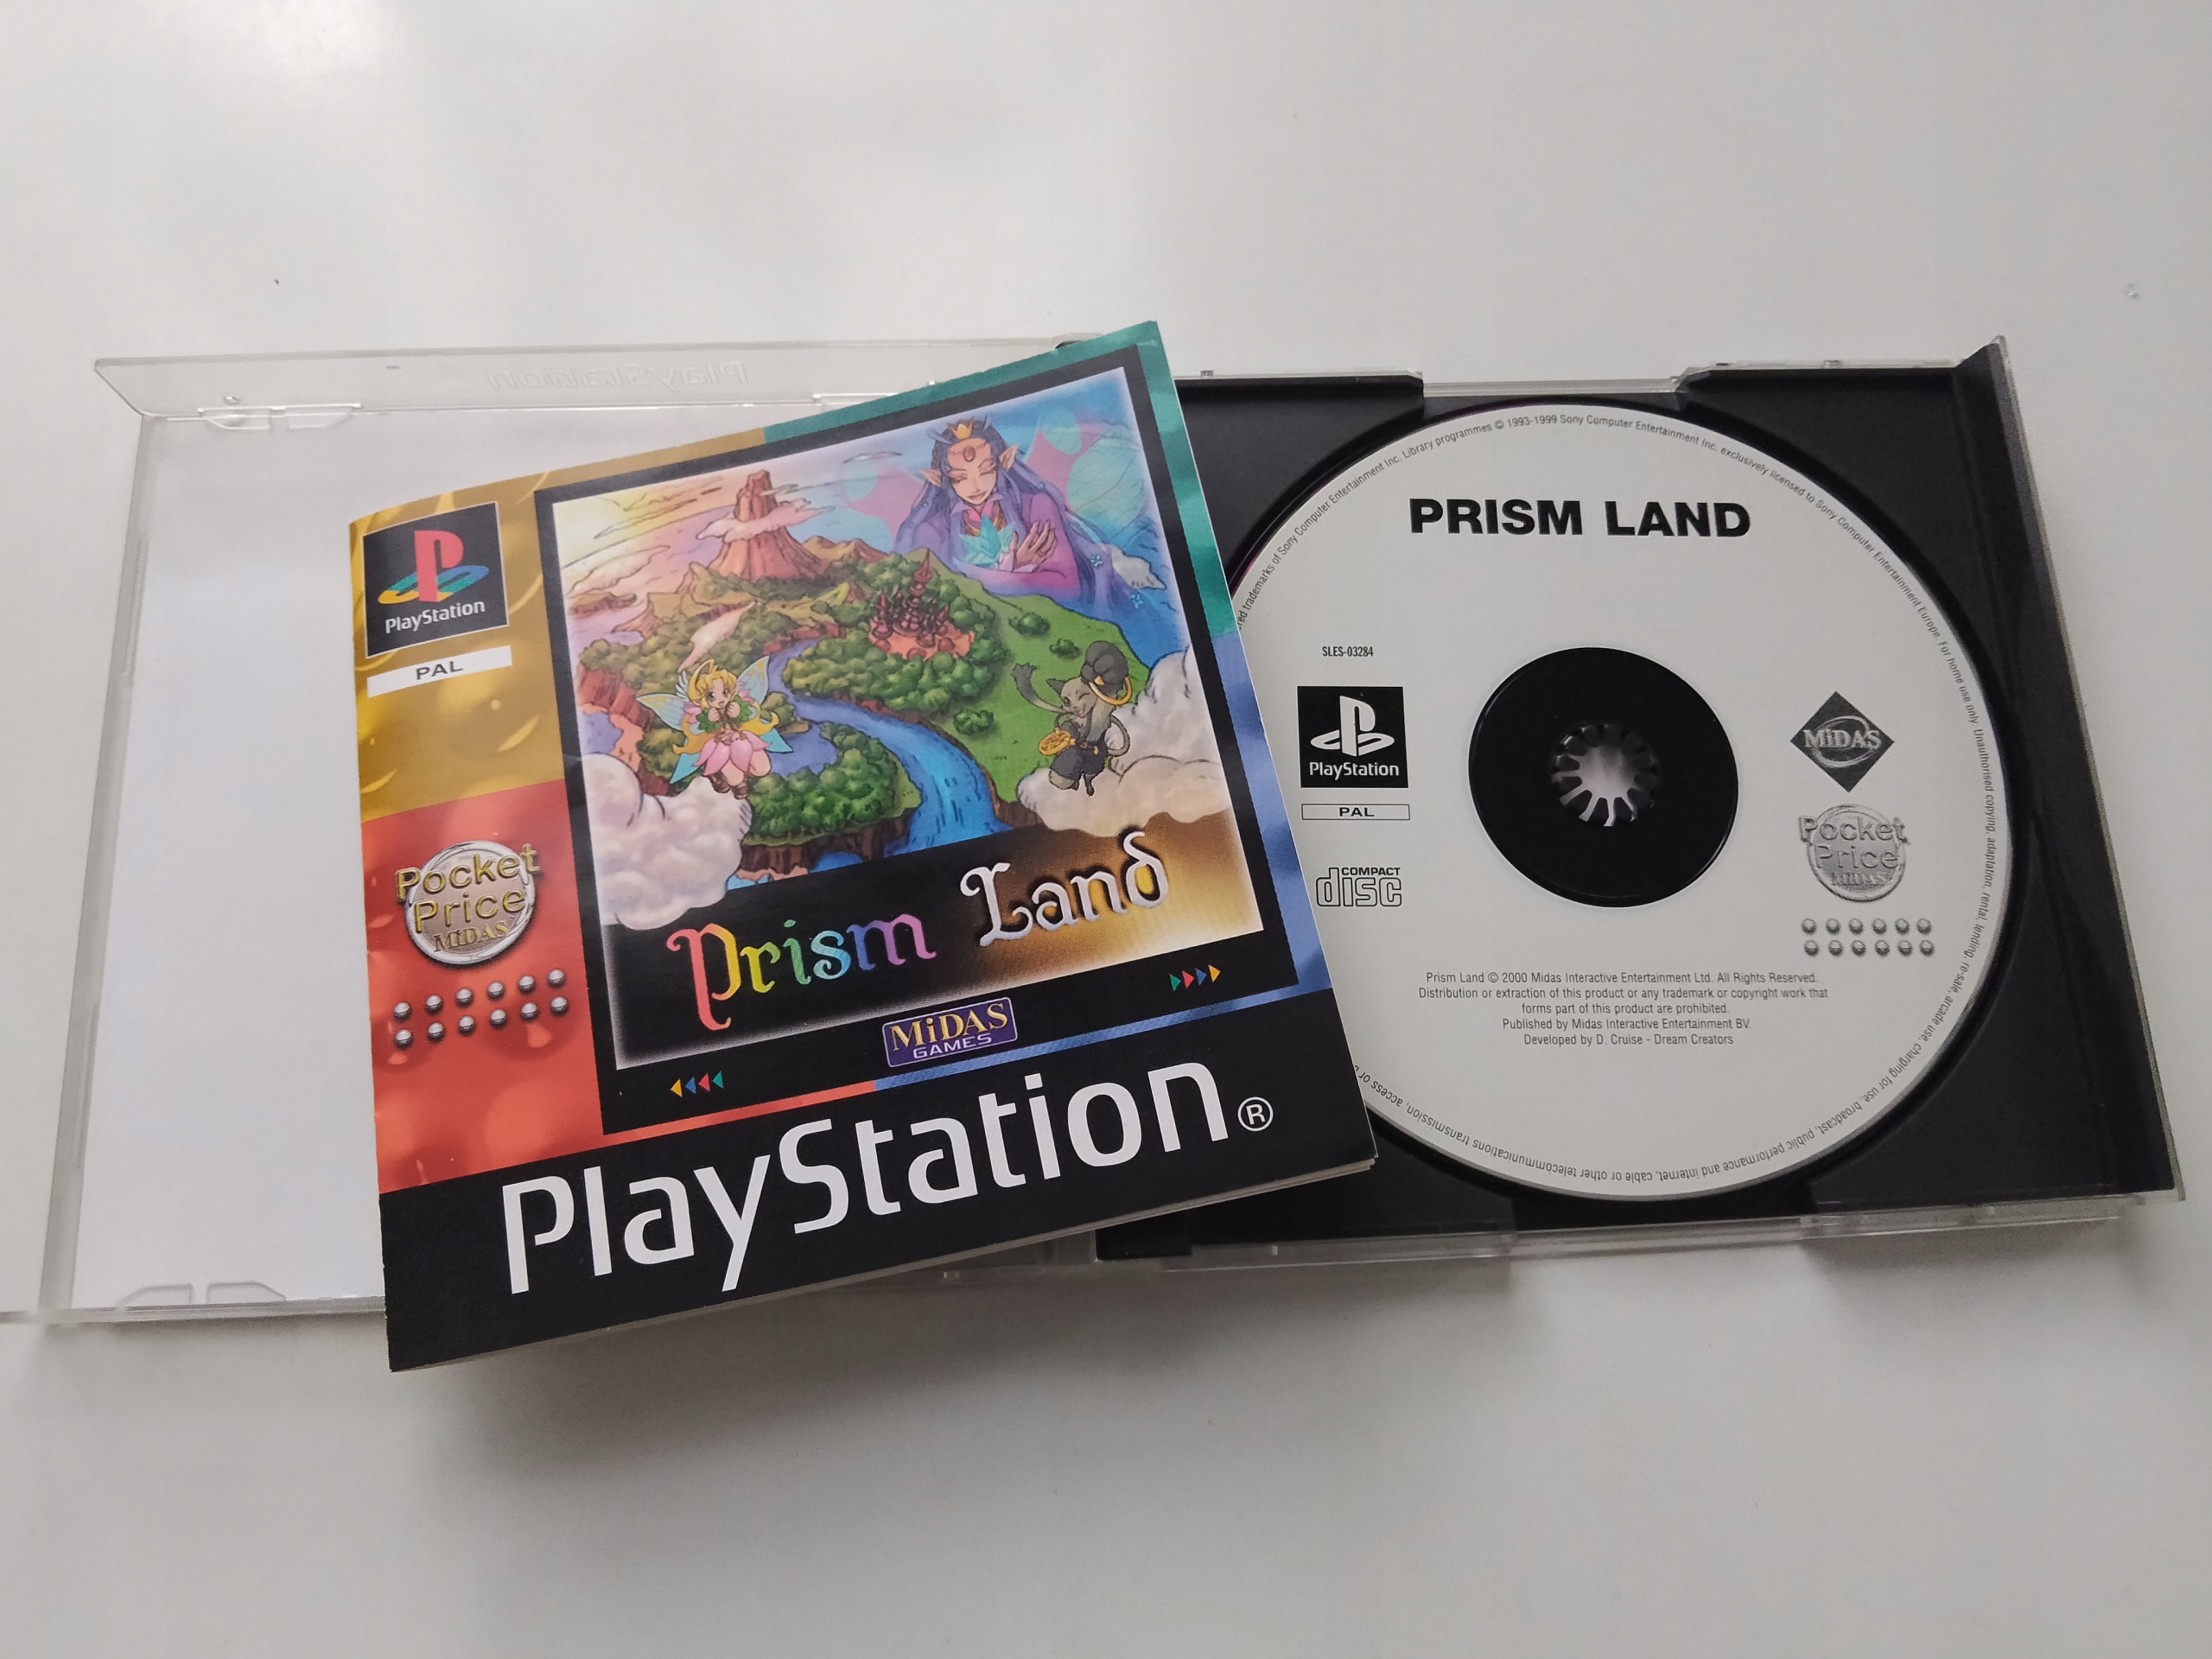 PlayStation
PlayStation
PAL
Pocket
Price
MiDAS
Prism Land
MiDAS
GAMES
PlayStation®
PRISM LAND
SLES-03284
PlayStation
PAL
COMPACT
disc
MiDAS
Pocket
Price
MiDAS
Prism Land © 2000 Midas Interactive Entertainment Ltd. All Rights Reserved.
Distribution or extraction of this product or any trademark or copyright work that
forms part of this product are prohibited.
Published by Midas Interactive Entertainment BV.
Developed by D. Cruise - Dream Creators
trademarks of Sony Computer Entertainment Inc. Library programmes © 1993-1999 Sony Computer Entertainment Inc. exclusively licensed to Sony Computer Entertainment Europe. For home use only. Unauthorised copying, adaptation, rental, lending, re-sale, arcade use, charging for use, broadcast, public performance and internet, cable or other telecommunications transmission, access or